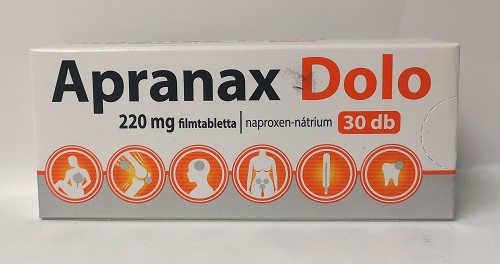 Apranax Dolo
220 mg filmtabletta | naproxen-nátrium 30 db